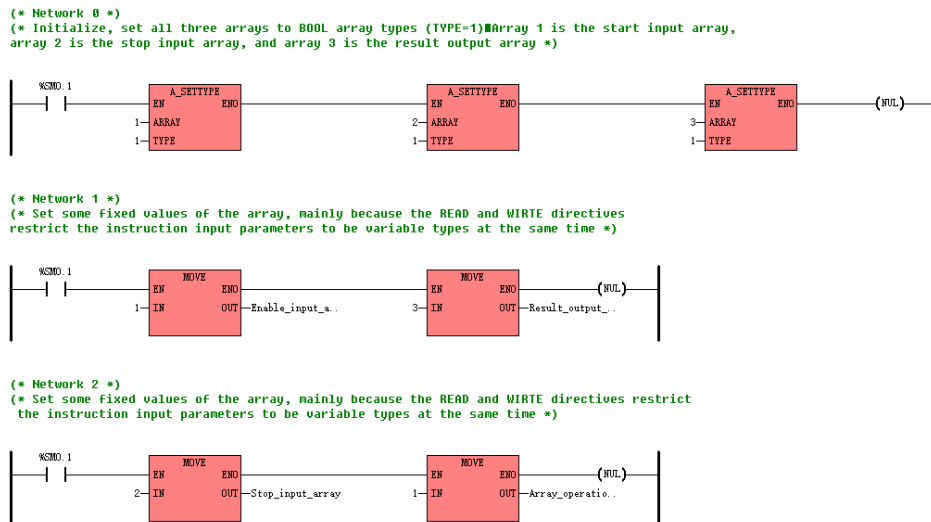 (* Network 0 *)
(* Initialize, set all three arrays to BOOL array types (TYPE=1)■Array 1 is the start input array,
array 2 is the stop input array, and array 3 is the result output array *)
%SM0.1
A_SETTYPE A_SETTYPE A_SETTYPE
EN ENO EN ENO EN ENO (NUL)
1 ARRAY 2 ARRAY 3 ARRAY
1 TYPE 1 TYPE 1 TYPE
(* Network 1 *)
(* Set some fixed values of the array, mainly because the READ and WIRTE directives
restrict the instruction input parameters to be variable types at the same time *)
%SM0.1
MOVE MOVE
EN ENO EN ENO (NUL)
1 IN OUT Enable_input_a.. 3 IN OUT Result_output_..
(* Network 2 *)
(* Set some fixed values of the array, mainly because the READ and WIRTE directives restrict
the instruction input parameters to be variable types at the same time *)
%SM0.1
MOVE MOVE
EN ENO EN ENO (NUL)
2 IN OUT Stop_input_array 1 IN OUT Array_operatio..